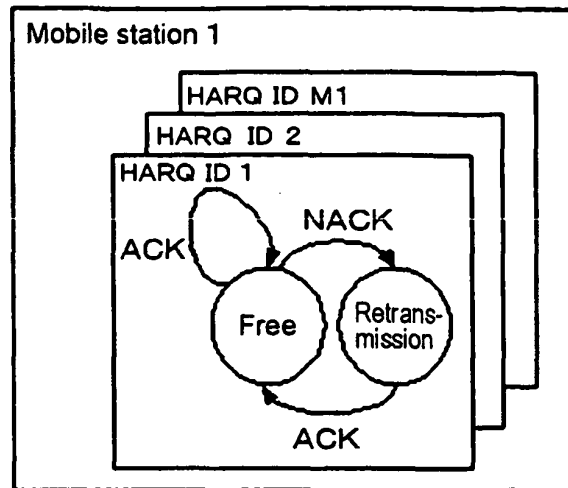 Mobile station 1
HARQ ID M1
HARQ ID 2
HARQ ID 1
NACK
ACK
Free
Retrans-
mission
ACK